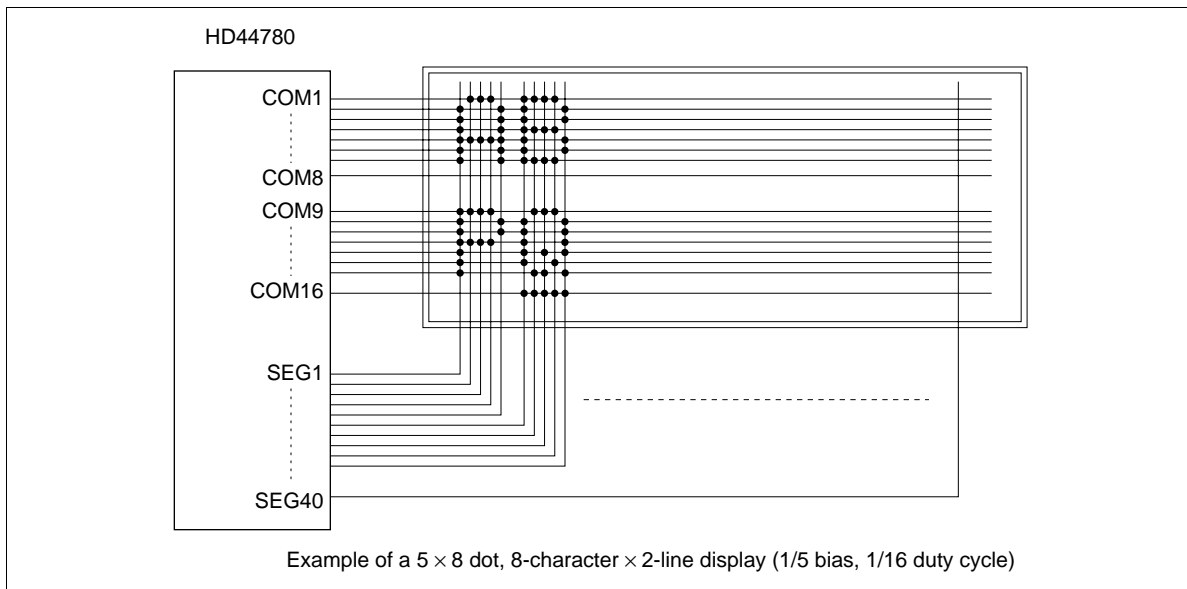 HD44780
COM1
COM8
COM9
COM16
SEG1
SEG40
Example of a 5 × 8 dot, 8-character × 2-line display (1/5 bias, 1/16 duty cycle)